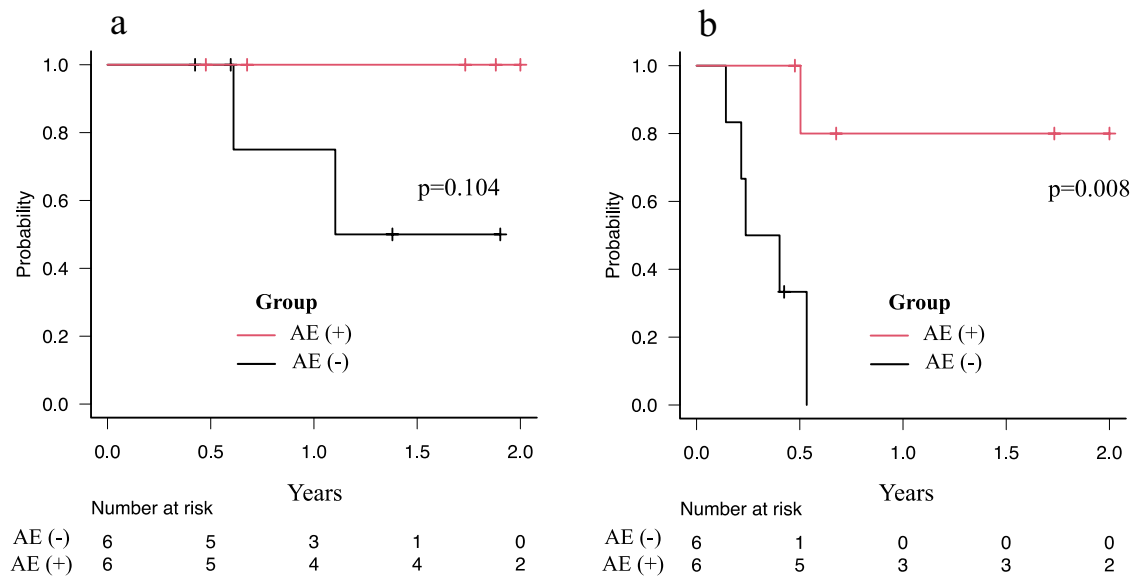 a
1.0
0.8
0.6
0.4
0.2
0.0
Probability
p=0.104
Group
AE (+)
AE (-)
0.0 0.5 1.0 1.5 2.0
Years
Number at risk
AE (-) 6 5 3 1 0
AE (+) 6 5 4 4 2
b
1.0
0.8
0.6
0.4
0.2
0.0
Probability
p=0.008
Group
AE (+)
AE (-)
0.0 0.5 1.0 1.5 2.0
Years
Number at risk
AE (-) 6 1 0 0 0
AE (+) 6 5 3 3 2